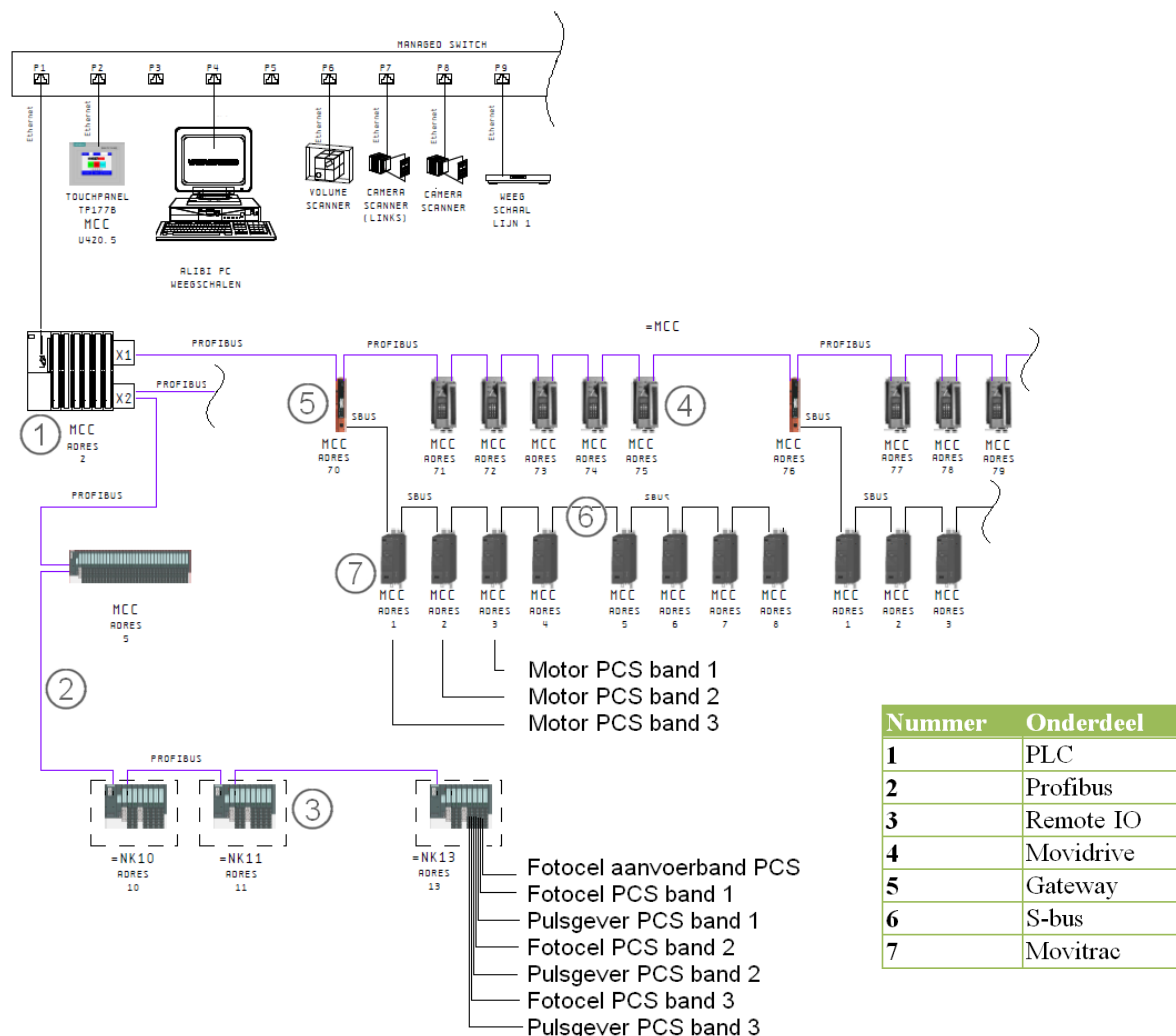 MANAGED SWITCH
P1 P2 P3 P4 P5 P6 P7 P8 P9
Ethernet
Ethernet
Ethernet
Ethernet
Ethernet
Ethernet
TOUCHPANEL
TP177B
MCC
U420.5
ALIBI PC
WEEGSCHALEN
VOLUME
SCANNER
CAMERA
SCANNER
(LINKS)
CAMERA
SCANNER
WEEG
SCHAAL
LIJN 1
=MCC
X1
PROFIBUS
PROFIBUS
PROFIBUS
X2
PROFIBUS
1
MCC
ADRES
2
5
SBUS
4
SBUS
MCC
ADRES
70
MCC
ADRES
71
MCC
ADRES
72
MCC
ADRES
73
MCC
ADRES
74
MCC
ADRES
75
MCC
ADRES
76
MCC
ADRES
77
MCC
ADRES
78
MCC
ADRES
79
PROFIBUS
SBUS
SBUS
SBUS
6
7
MCC
ADRES
1
MCC
ADRES
2
MCC
ADRES
3
MCC
ADRES
4
MCC
ADRES
5
MCC
ADRES
6
MCC
ADRES
7
MCC
ADRES
8
MCC
ADRES
1
MCC
ADRES
2
MCC
ADRES
3
MCC
ADRES
5
Motor PCS band 1
Motor PCS band 2
Motor PCS band 3
2
PROFIBUS
3
=NK10
ADRES
10
=NK11
ADRES
11
=NK13
ADRES
13
Fotocel aanvoerband PCS
Fotocel PCS band 1
Pulsgever PCS band 1
Fotocel PCS band 2
Pulsgever PCS band 2
Fotocel PCS band 3
Pulsgever PCS band 3
Nummer Onderdeel
1 PLC
2 Profibus
3 Remote IO
4 Movidrive
5 Gateway
6 S-bus
7 Movitrac